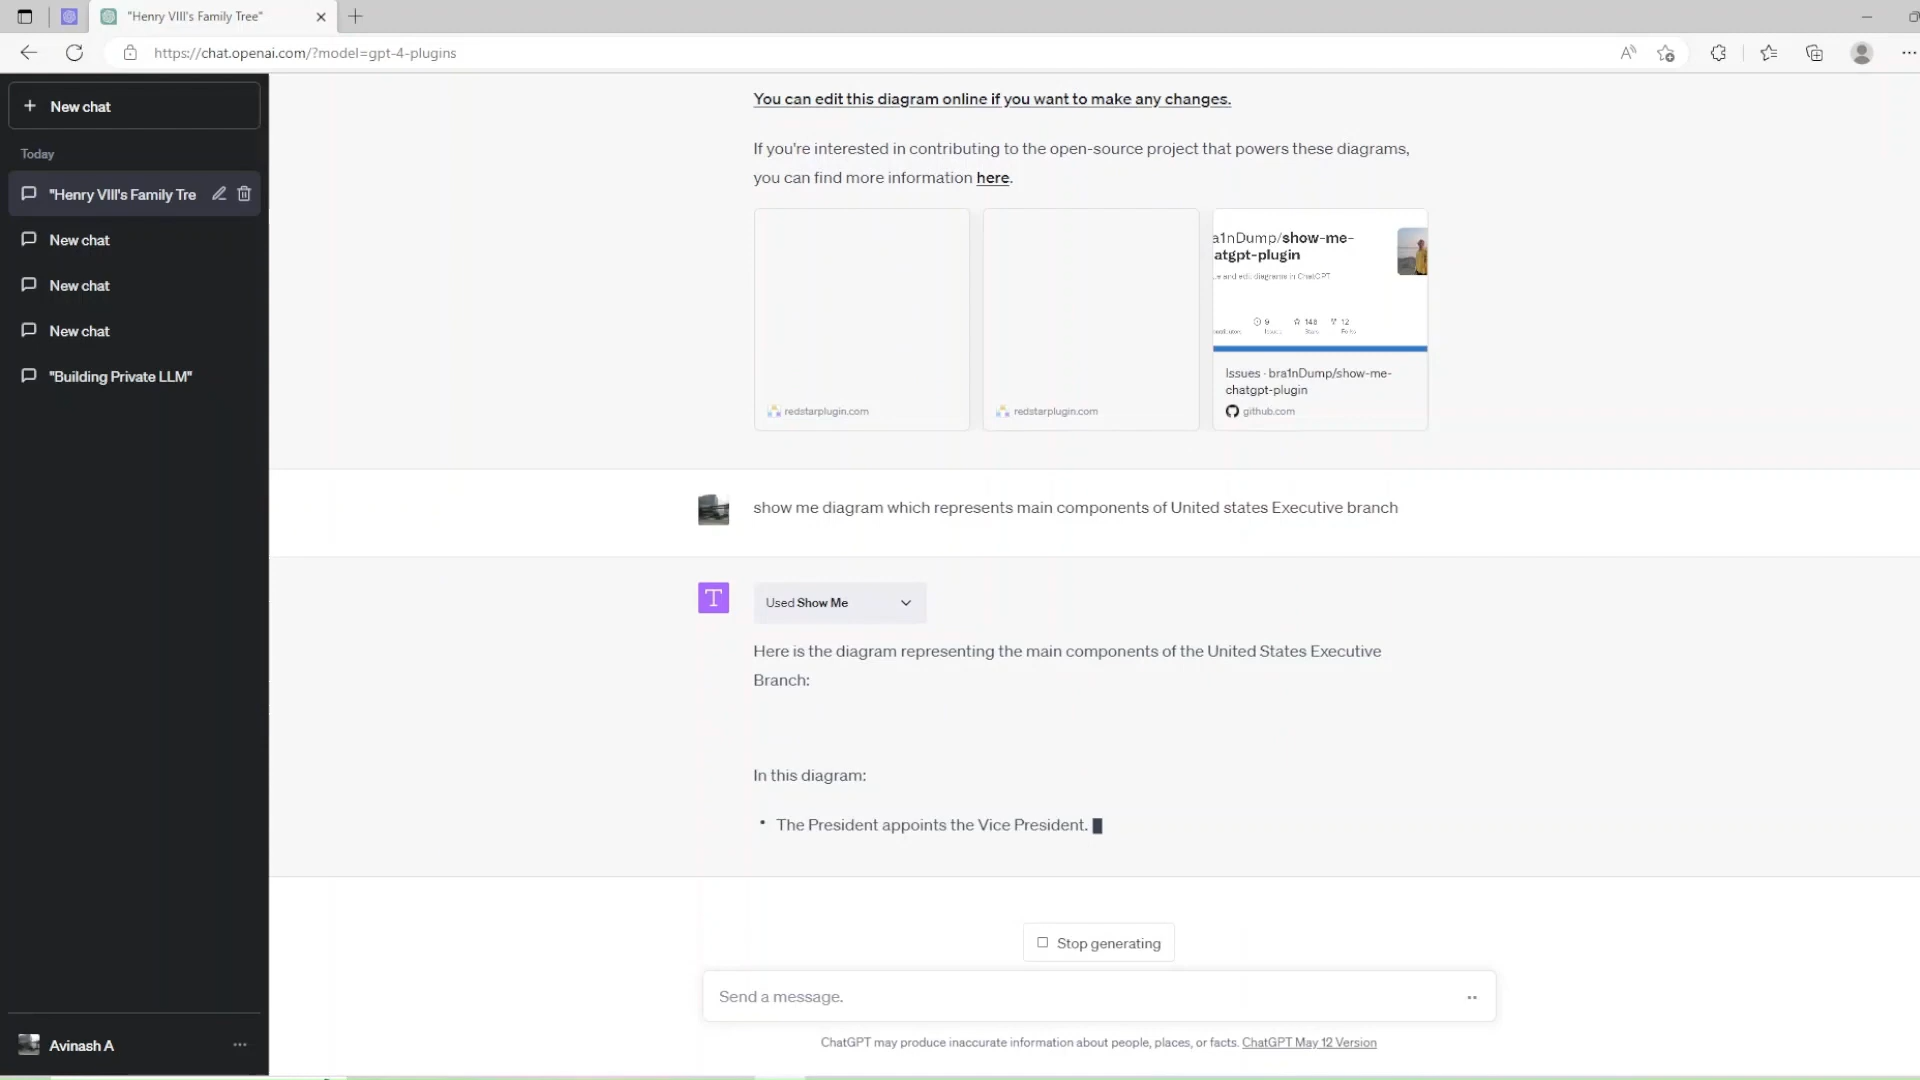 "Henry VIII's Family Tree"
https://chat.openai.com/?model=gpt-4-plugins
New chat
Today
"Henry VIII's Family Tre
New chat
New chat
New chat
"Building Private LLM"
Avinash A
You can edit this diagram online if you want to make any changes.
If you're interested in contributing to the open-source project that powers these diagrams,
you can find more information here.
redstarplugin.com
redstarplugin.com
a1nDump/show-me-
atgpt-plugin
e and edit diagrams in ChatGPT
9
148
12
Issues
Stars
Forks
Issues · bra1nDump/show-me-
chatgpt-plugin
github.com
show me diagram which represents main components of United states Executive branch
T
Used Show Me
Here is the diagram representing the main components of the United States Executive
Branch:
In this diagram:
• The President appoints the Vice President.
Stop generating
Send a message.
ChatGPT may produce inaccurate information about people, places, or facts. ChatGPT May 12 Version